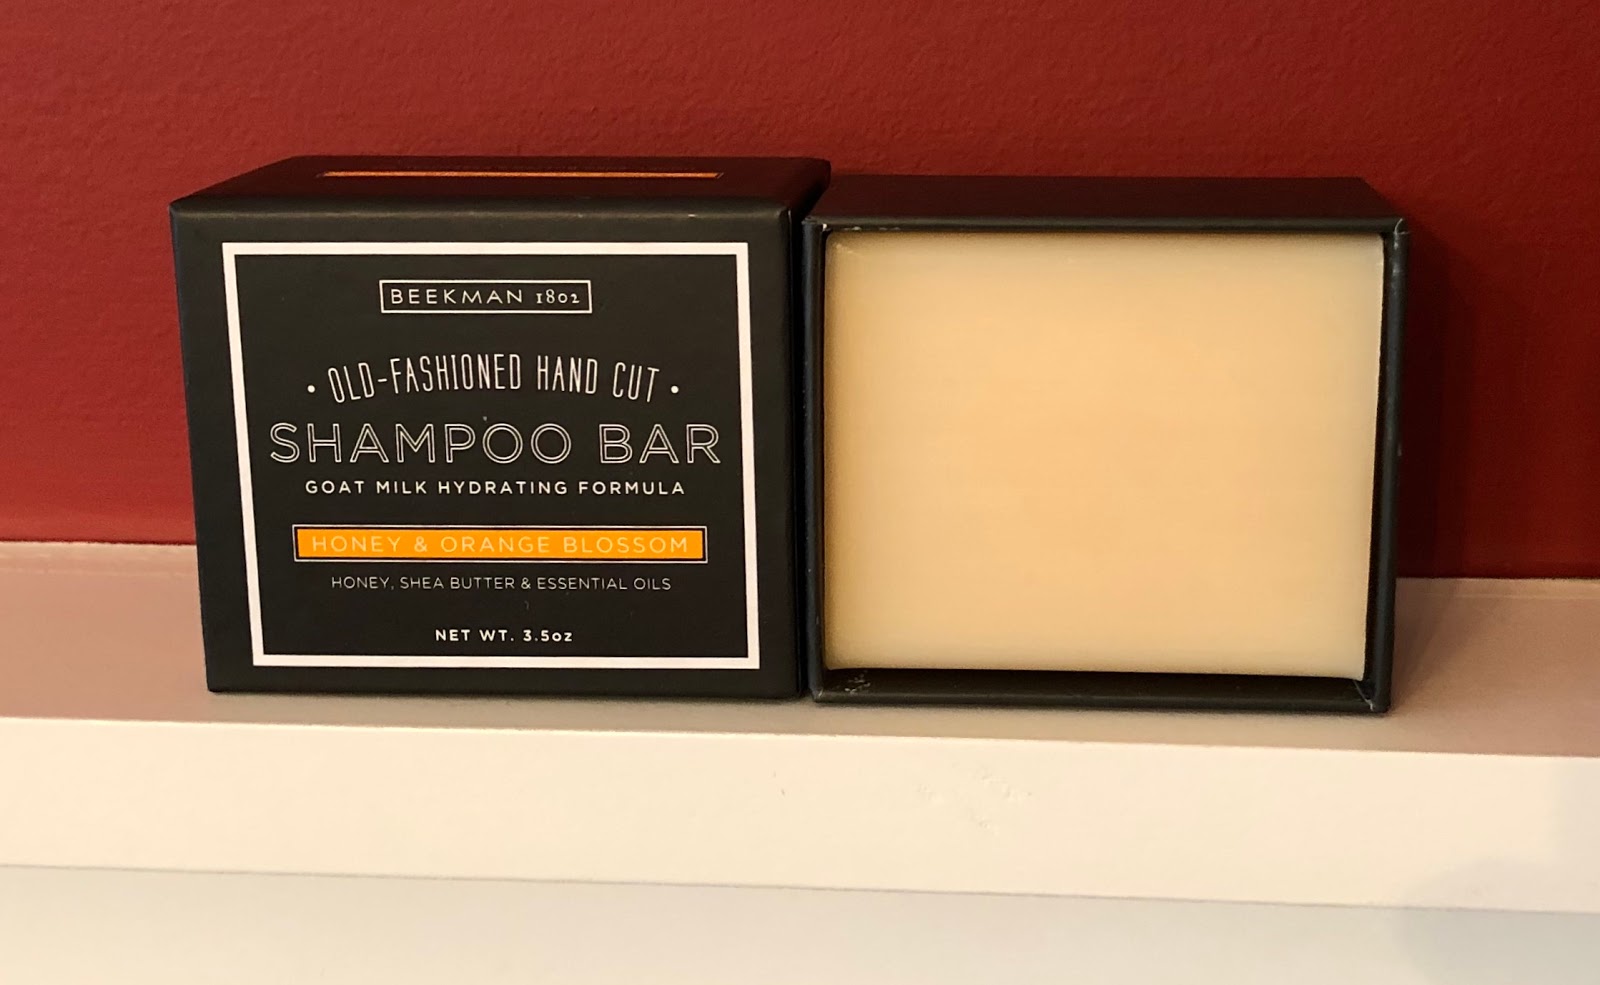 BEEKMAN 1802
• OLD-FASHIONED HAND CUT •
SHAMPOO BAR
GOAT MILK HYDRATING FORMULA
HONEY & ORANGE BLOSSOM
HONEY, SHEA BUTTER & ESSENTIAL OILS
NET WT. 3.5oz